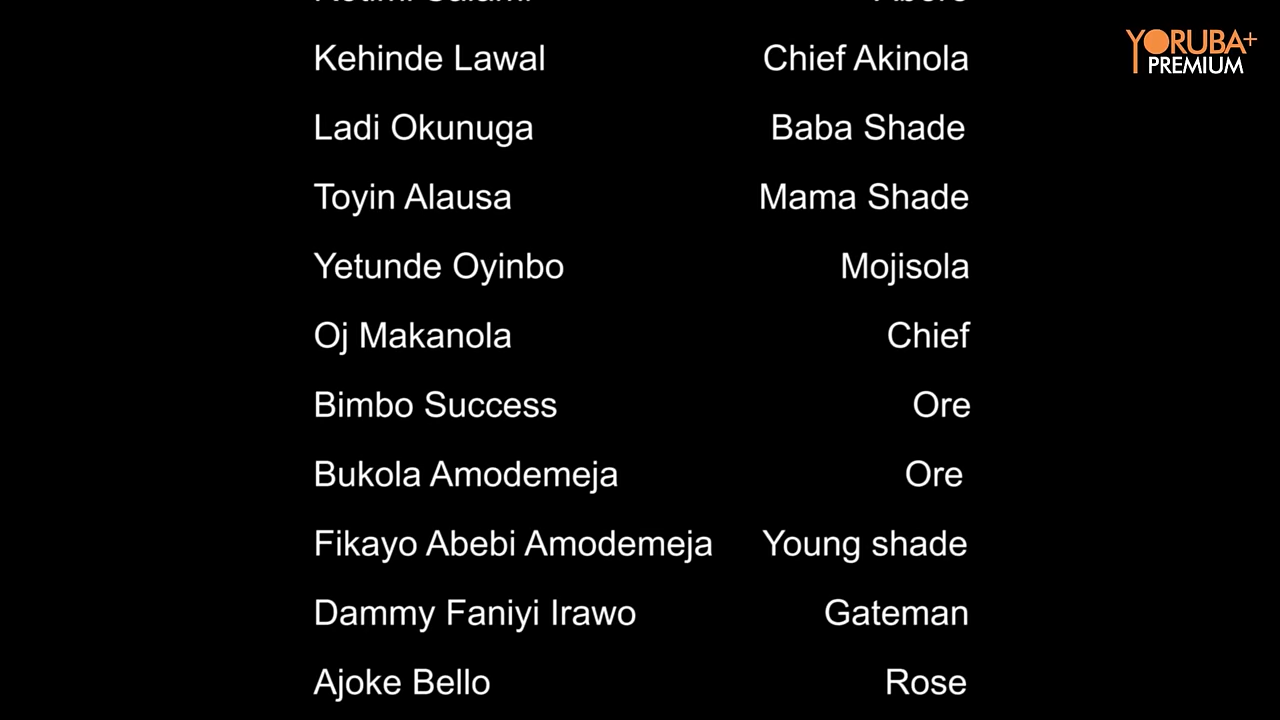 Kehinde Lawal Chief Akinola
Ladi Okunuga Baba Shade
Toyin Alausa Mama Shade
Yetunde Oyinbo Mojisola
Oj Makanola Chief
Bimbo Success Ore
Bukola Amodemeja Ore
Fikayo Abebi Amodemeja Young shade
Dammy Faniyi Irawo Gateman
Ajoke Bello Rose
YORUBA+
PREMIUM